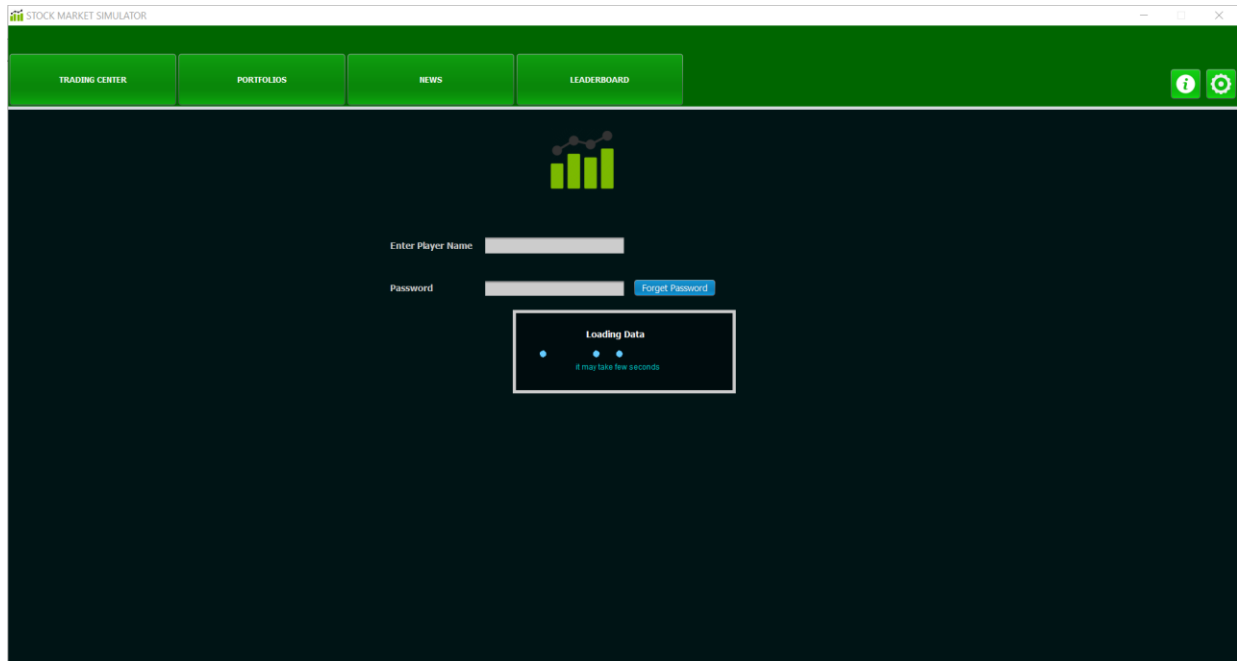 STOCK MARKET SIMULATOR
TRADING CENTER PORTFOLIOS NEWS LEADERBOARD
Enter Player Name
Password Forget Password
Loading Data
it may take few seconds